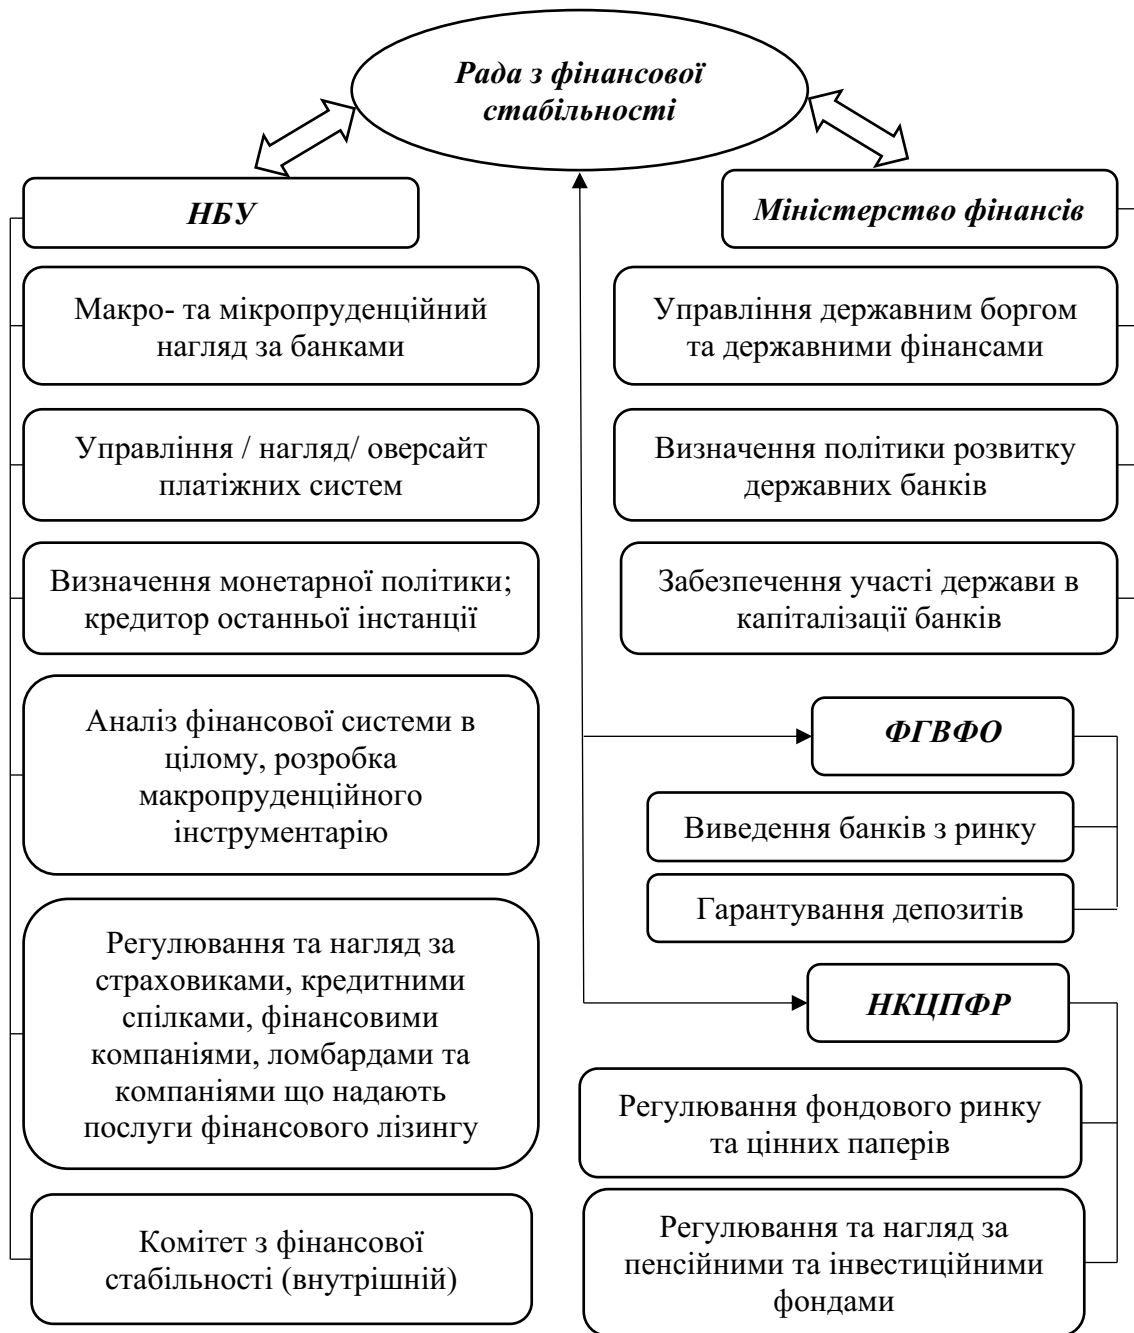 Рада з фінансової
стабільності
НБУ
Макро- та мікропруденційний
нагляд за банками
Управління / нагляд/ оверсайт
платіжних систем
Визначення монетарної політики;
кредитор останньої інстанції
Аналіз фінансової системи в
цілому, розробка
макропруденційного
інструментарію
Регулювання та нагляд за
страховиками, кредитними
спілками, фінансовими
компаніями, ломбардами та
компаніями що надають
послуги фінансового лізингу
Комітет з фінансової
стабільності (внутрішній)
Міністерство фінансів
Управління державним боргом
та державними фінансами
Визначення політики розвитку
державних банків
Забезпечення участі держави в
капіталізації банків
ФГВФО
Виведення банків з ринку
Гарантування депозитів
НКЦПФР
Регулювання фондового ринку
та цінних паперів
Регулювання та нагляд за
пенсійними та інвестиційними
фондами